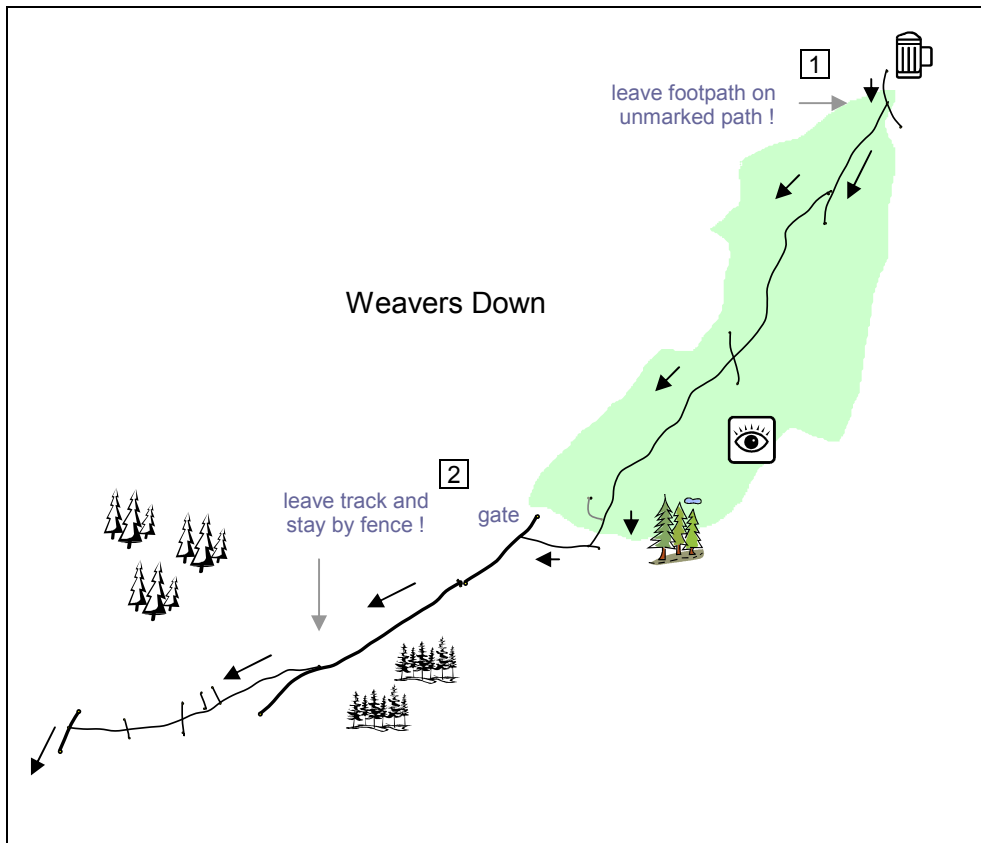 1
leave footpath on
unmarked path !
Weavers Down
2
leave track and
stay by fence !
gate